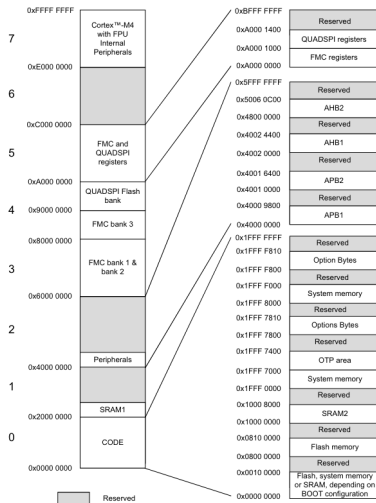 0xFFFF FFFF
7
Cortex™-M4
with FPU
Internal
Peripherals
0xE000 0000
6
0xC000 0000
5
FMC and
QUADSPI
registers
0xA000 0000
QUADSPI Flash
bank
4
0x9000 0000
FMC bank 3
0x8000 0000
3
FMC bank 1 &
bank 2
0x6000 0000
2
Peripherals
0x4000 0000
1
SRAM1
0x2000 0000
0
CODE
0x0000 0000
Reserved
0xBFFF FFFF
Reserved
0xA000 1400
QUADSPI registers
0xA000 1000
FMC registers
0xA000 0000
0x5FFF FFFF
Reserved
0x5006 0C00
AHB2
0x4800 0000
Reserved
0x4002 4400
AHB1
0x4002 0000
Reserved
0x4001 6400
APB2
0x4001 0000
Reserved
0x4000 9800
APB1
0x4000 0000
0x1FFF FFFF
Reserved
0x1FFF F810
Option Bytes
0x1FFF F800
Reserved
0x1FFF F000
System memory
0x1FFF 8000
Reserved
0x1FFF 7810
Options Bytes
0x1FFF 7800
Reserved
0x1FFF 7400
OTP area
0x1FFF 7000
System memory
0x1FFF 0000
Reserved
0x1000 8000
SRAM2
0x1000 0000
Reserved
0x0810 0000
Flash memory
0x0800 0000
Reserved
0x0010 0000
Flash, system memory
or SRAM, depending on
BOOT configuration
0x0000 0000